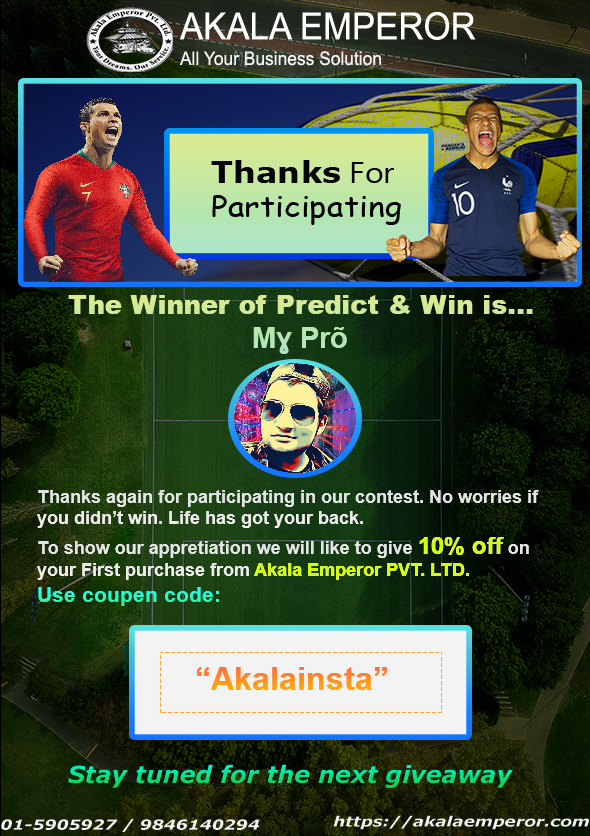 Akala Emperor Pvt. Ltd.
Your Dreams. Our Service.
AKALA EMPEROR
All Your Business Solution
7
10
Thanks For
Participating
The Winner of Predict & Win is...
Mɣ Prõ
Thanks again for participating in our contest. No worries if
you didn’t win. Life has got your back.
To show our appretiation we will like to give 10% off on
your First purchase from Akala Emperor PVT. LTD.
Use coupen code:
“Akalainsta”
Stay tuned for the next giveaway
01-5905927 / 9846140294
https://akalaemperor.com